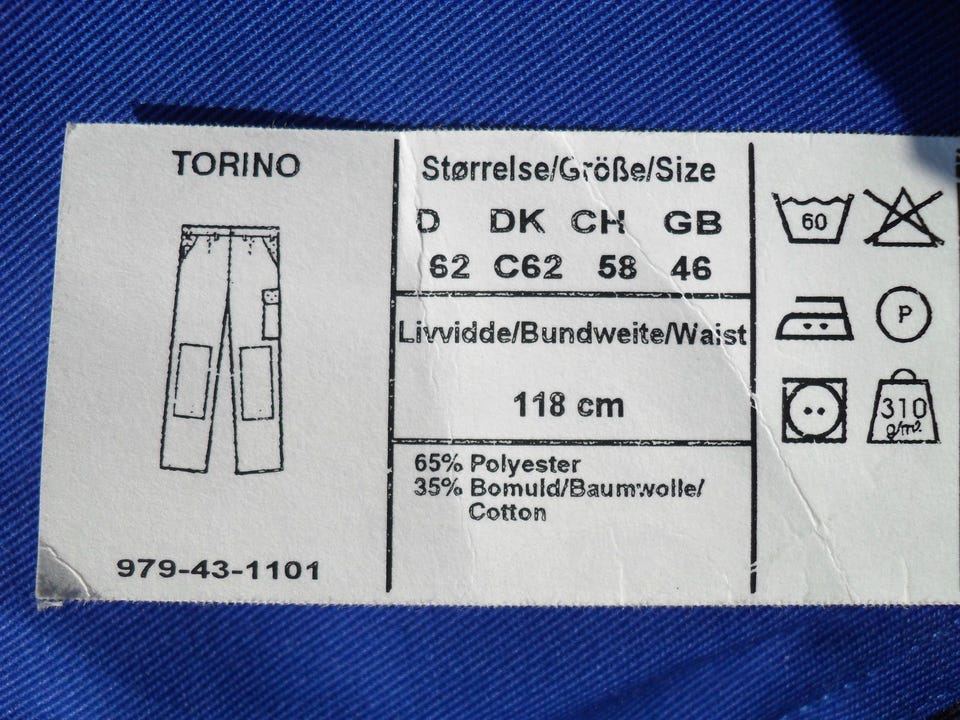 TORINO
979-43-1101
Størrelse/Größe/Size
D DK CH GB
62 C62 58 46
Livvidde/Bundweite/Waist
118 cm
65% Polyester
35% Bomuld/Baumwolle/
Cotton
60
P
310
g/m²